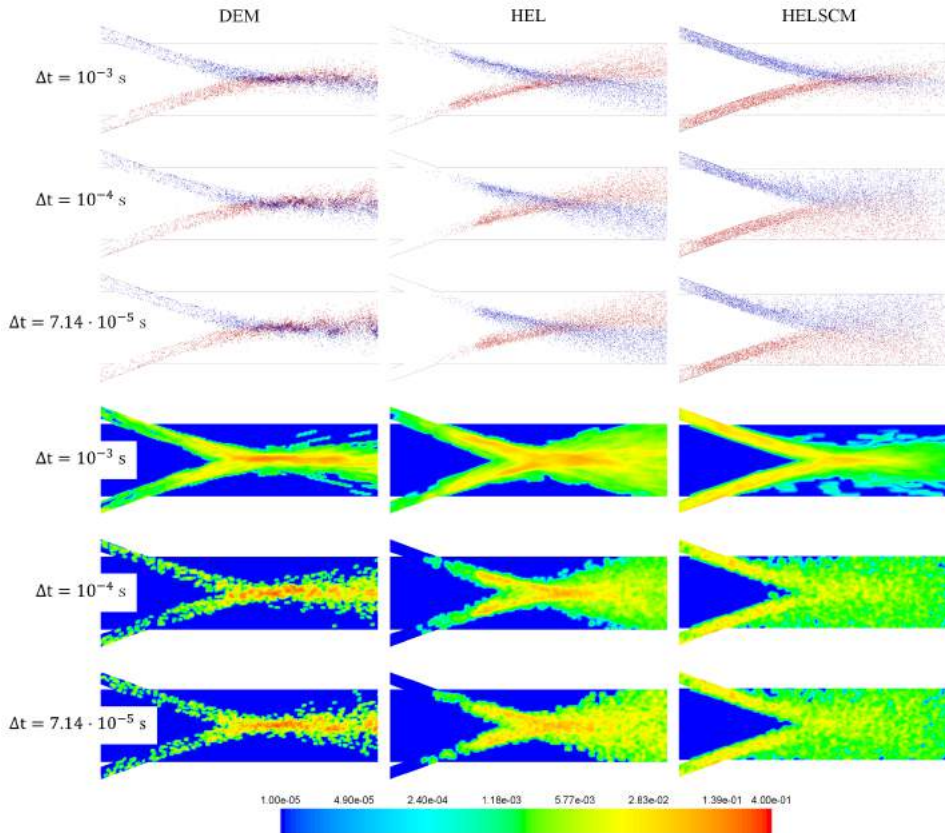 DEM HEL HELSCM
Δt = 10⁻³ s
Δt = 10⁻⁴ s
Δt = 7.14 · 10⁻⁵ s
Δt = 10⁻³ s
Δt = 10⁻⁴ s
Δt = 7.14 · 10⁻⁵ s
1.00e-05 4.90e-05 2.40e-04 1.18e-03 5.77e-03 2.83e-02 1.39e-01 4.00e-01